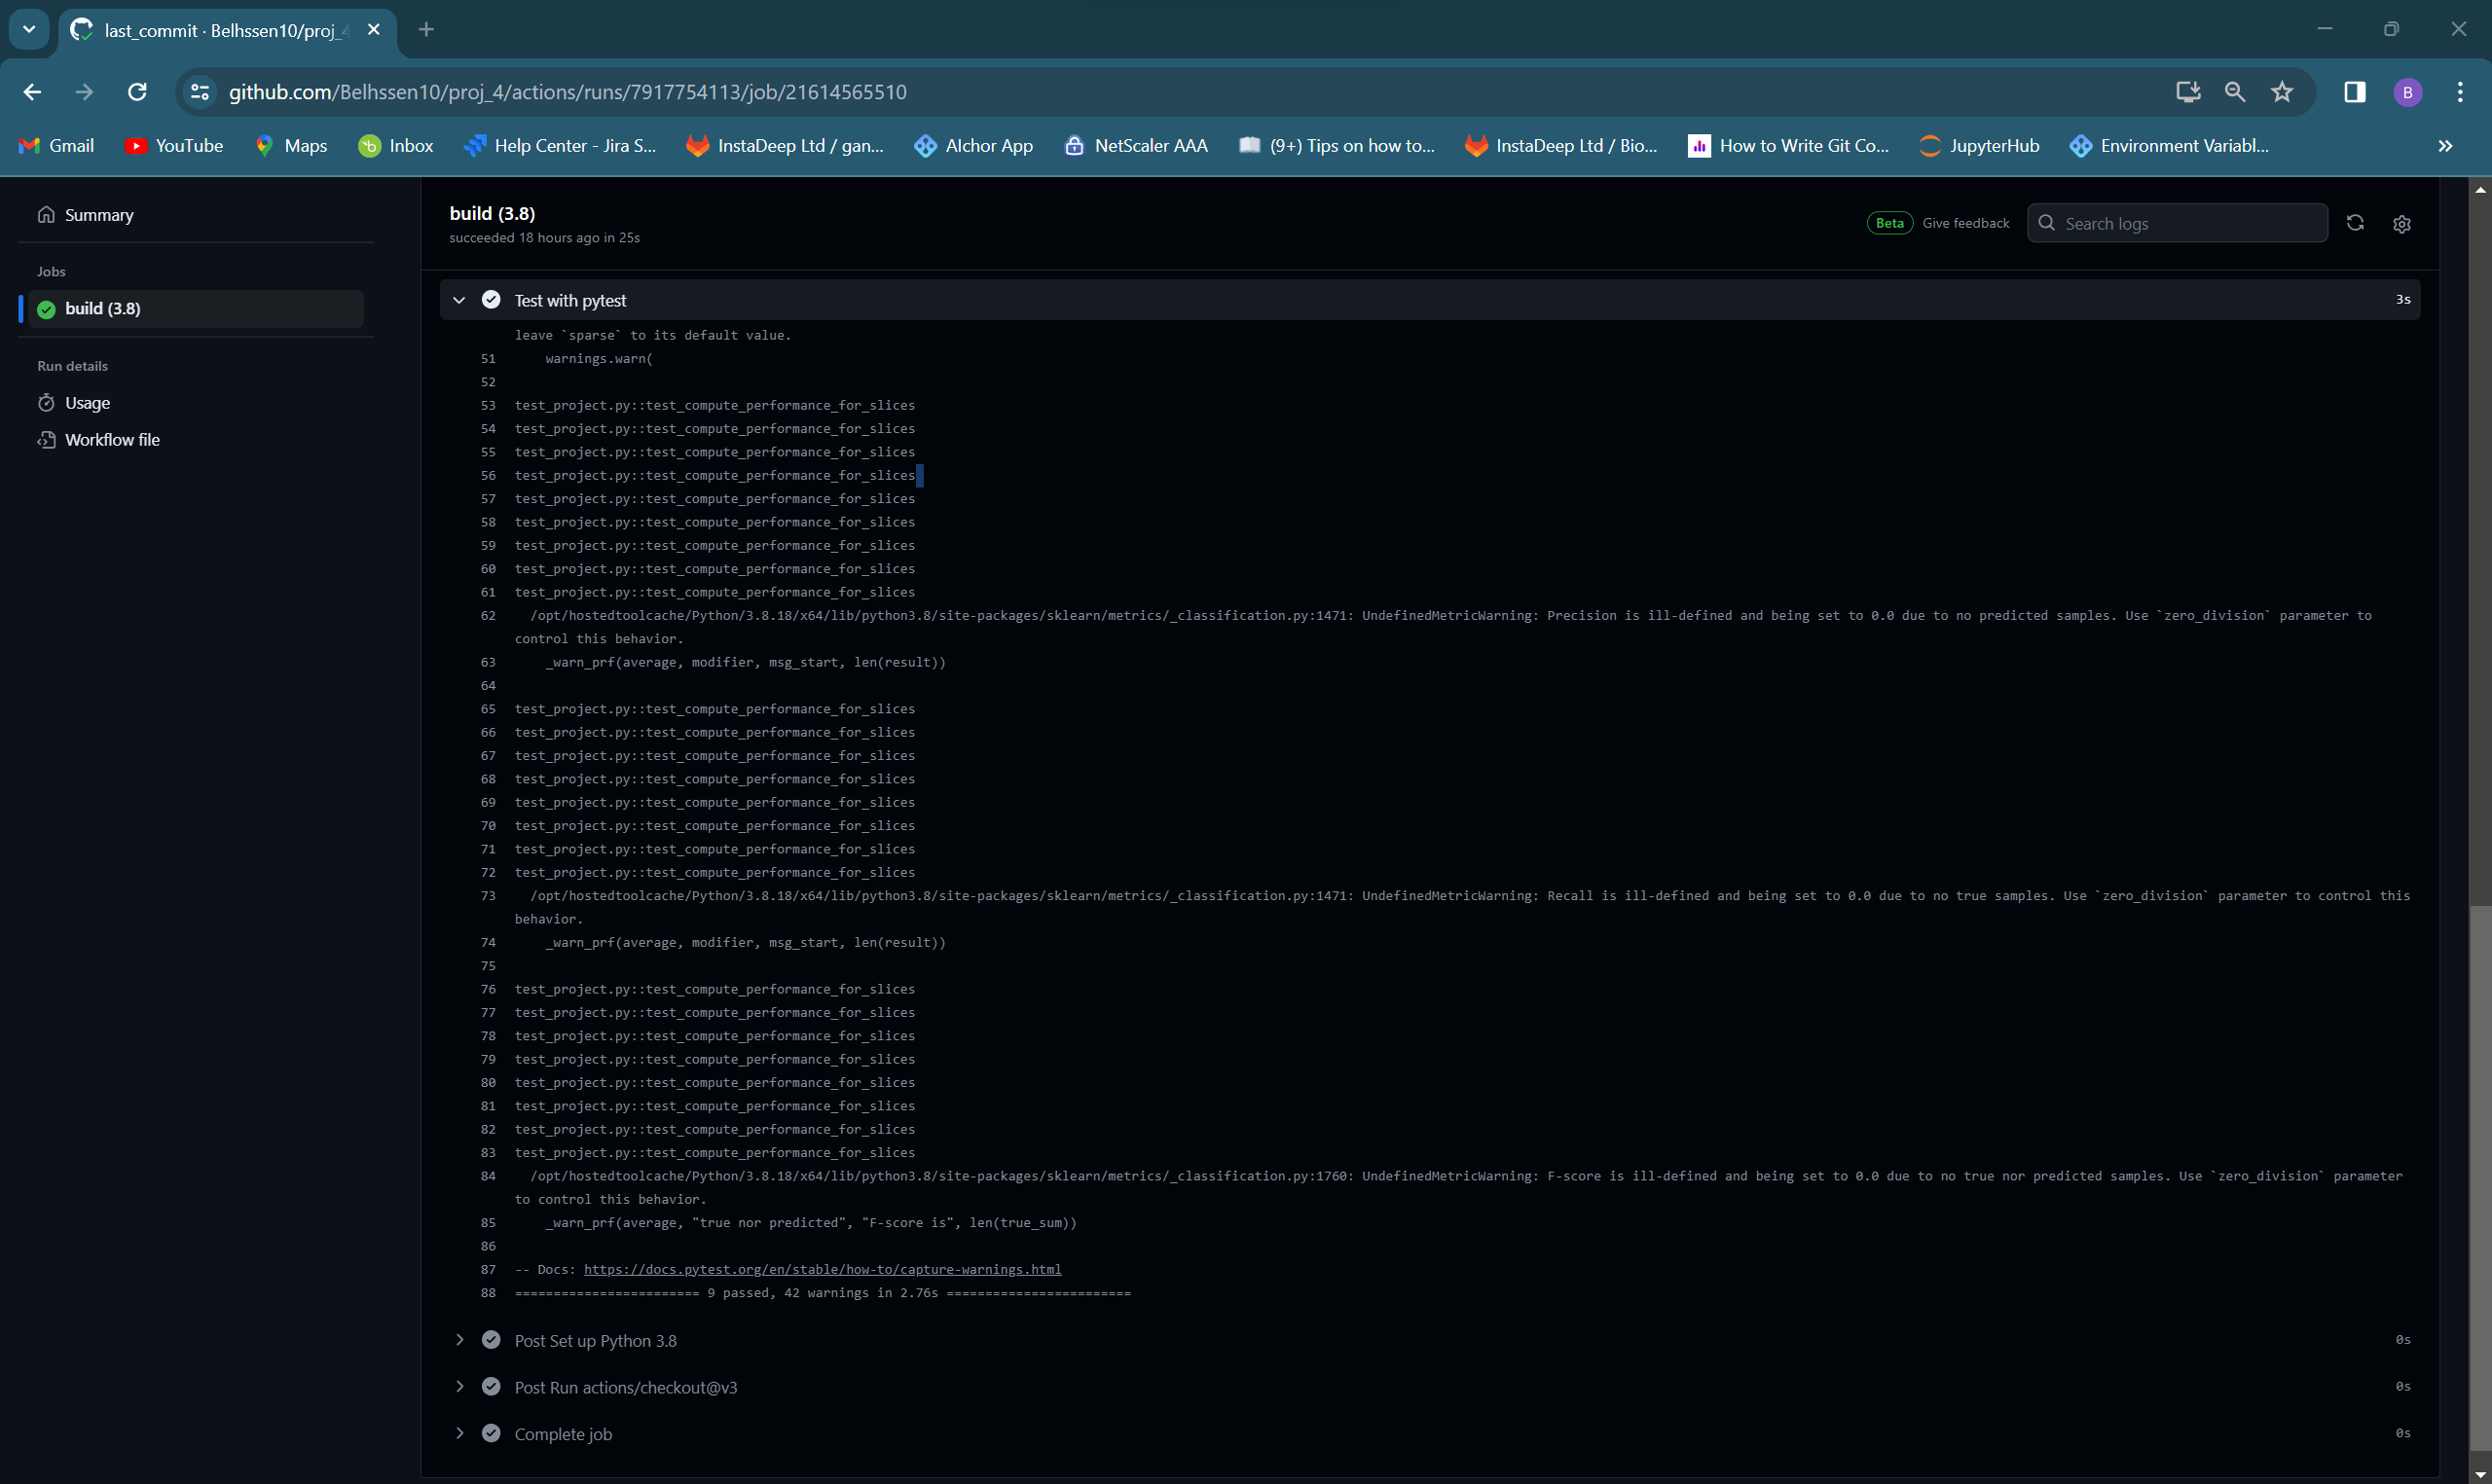 last_commit · Belhssen10/proj_4
github.com/Belhssen10/proj_4/actions/runs/7917754113/job/21614565510
B
Gmail YouTube Maps Inbox Help Center - Jira S... InstaDeep Ltd / gan... AIchor App NetScaler AAA (9+) Tips on how to... InstaDeep Ltd / Bio... How to Write Git Co... JupyterHub Environment Variabl...
Summary
Jobs
build (3.8)
Run details
Usage
Workflow file
build (3.8)
succeeded 18 hours ago in 25s
Beta Give feedback Search logs
Test with pytest 3s
leave `sparse` to its default value.
51 warnings.warn(
52
53 test_project.py::test_compute_performance_for_slices
54 test_project.py::test_compute_performance_for_slices
55 test_project.py::test_compute_performance_for_slices
56 test_project.py::test_compute_performance_for_slices
57 test_project.py::test_compute_performance_for_slices
58 test_project.py::test_compute_performance_for_slices
59 test_project.py::test_compute_performance_for_slices
60 test_project.py::test_compute_performance_for_slices
61 test_project.py::test_compute_performance_for_slices
62 /opt/hostedtoolcache/Python/3.8.18/x64/lib/python3.8/site-packages/sklearn/metrics/_classification.py:1471: UndefinedMetricWarning: Precision is ill-defined and being set to 0.0 due to no predicted samples. Use `zero_division` parameter to
control this behavior.
63 _warn_prf(average, modifier, msg_start, len(result))
64
65 test_project.py::test_compute_performance_for_slices
66 test_project.py::test_compute_performance_for_slices
67 test_project.py::test_compute_performance_for_slices
68 test_project.py::test_compute_performance_for_slices
69 test_project.py::test_compute_performance_for_slices
70 test_project.py::test_compute_performance_for_slices
71 test_project.py::test_compute_performance_for_slices
72 test_project.py::test_compute_performance_for_slices
73 /opt/hostedtoolcache/Python/3.8.18/x64/lib/python3.8/site-packages/sklearn/metrics/_classification.py:1471: UndefinedMetricWarning: Recall is ill-defined and being set to 0.0 due to no true samples. Use `zero_division` parameter to control this
behavior.
74 _warn_prf(average, modifier, msg_start, len(result))
75
76 test_project.py::test_compute_performance_for_slices
77 test_project.py::test_compute_performance_for_slices
78 test_project.py::test_compute_performance_for_slices
79 test_project.py::test_compute_performance_for_slices
80 test_project.py::test_compute_performance_for_slices
81 test_project.py::test_compute_performance_for_slices
82 test_project.py::test_compute_performance_for_slices
83 test_project.py::test_compute_performance_for_slices
84 /opt/hostedtoolcache/Python/3.8.18/x64/lib/python3.8/site-packages/sklearn/metrics/_classification.py:1760: UndefinedMetricWarning: F-score is ill-defined and being set to 0.0 due to no true nor predicted samples. Use `zero_division` parameter
to control this behavior.
85 _warn_prf(average, "true nor predicted", "F-score is", len(true_sum))
86
87 -- Docs: https://docs.pytest.org/en/stable/how-to/capture-warnings.html
88 ======================== 9 passed, 42 warnings in 2.76s ========================
Post Set up Python 3.8 0s
Post Run actions/checkout@v3 0s
Complete job 0s